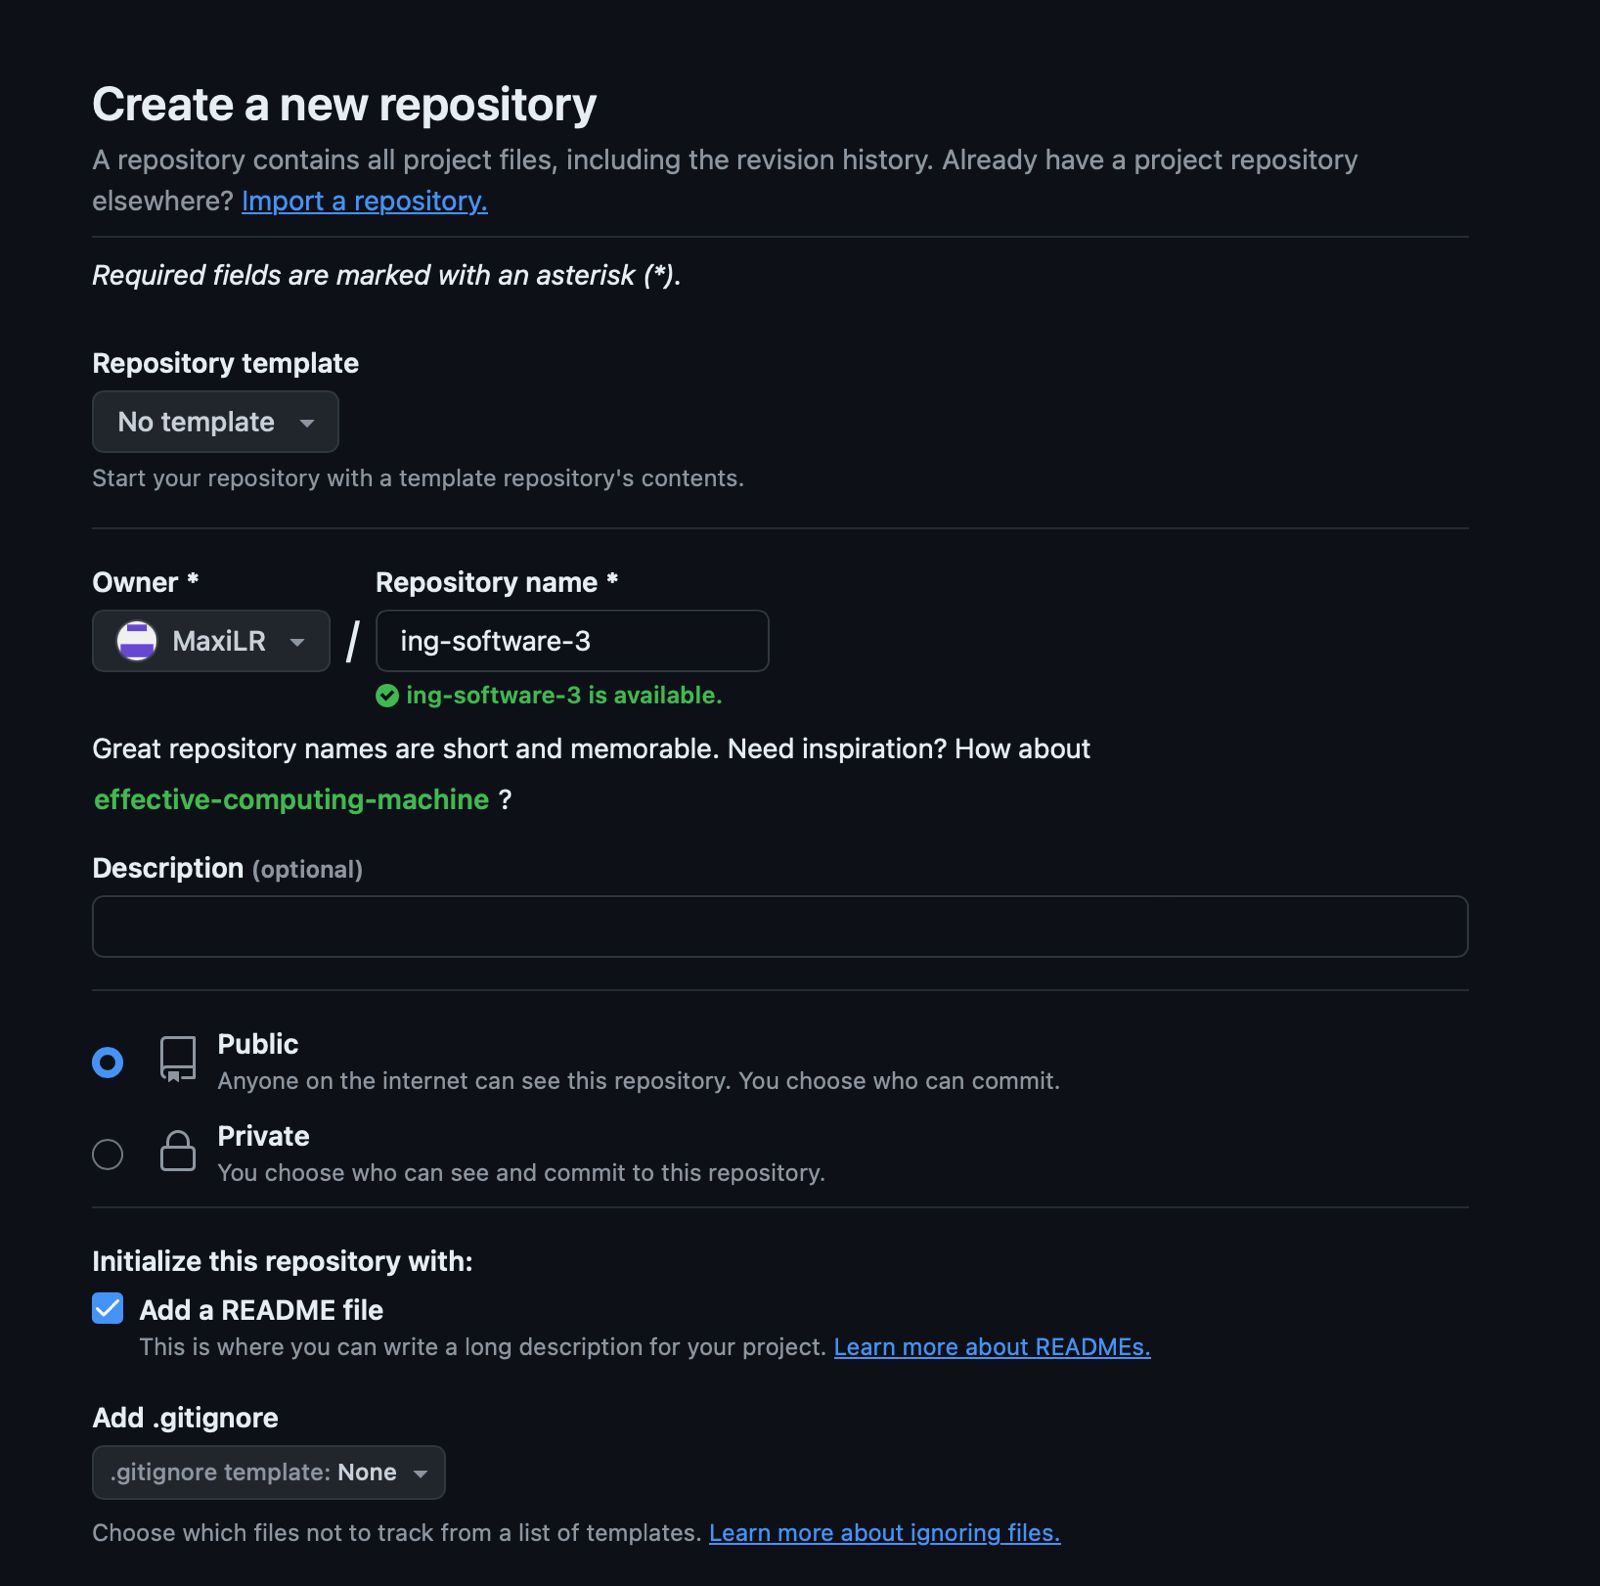 Create a new repository
A repository contains all project files, including the revision history. Already have a project repository
elsewhere? Import a repository.
Required fields are marked with an asterisk (*).
Repository template
No template
Start your repository with a template repository's contents.
Owner *
Repository name *
MaxiLR
/
ing-software-3
ing-software-3 is available.
Great repository names are short and memorable. Need inspiration? How about
effective-computing-machine ?
Description (optional)
Public
Anyone on the internet can see this repository. You choose who can commit.
Private
You choose who can see and commit to this repository.
Initialize this repository with:
Add a README file
This is where you can write a long description for your project. Learn more about READMEs.
Add .gitignore
.gitignore template: None
Choose which files not to track from a list of templates. Learn more about ignoring files.